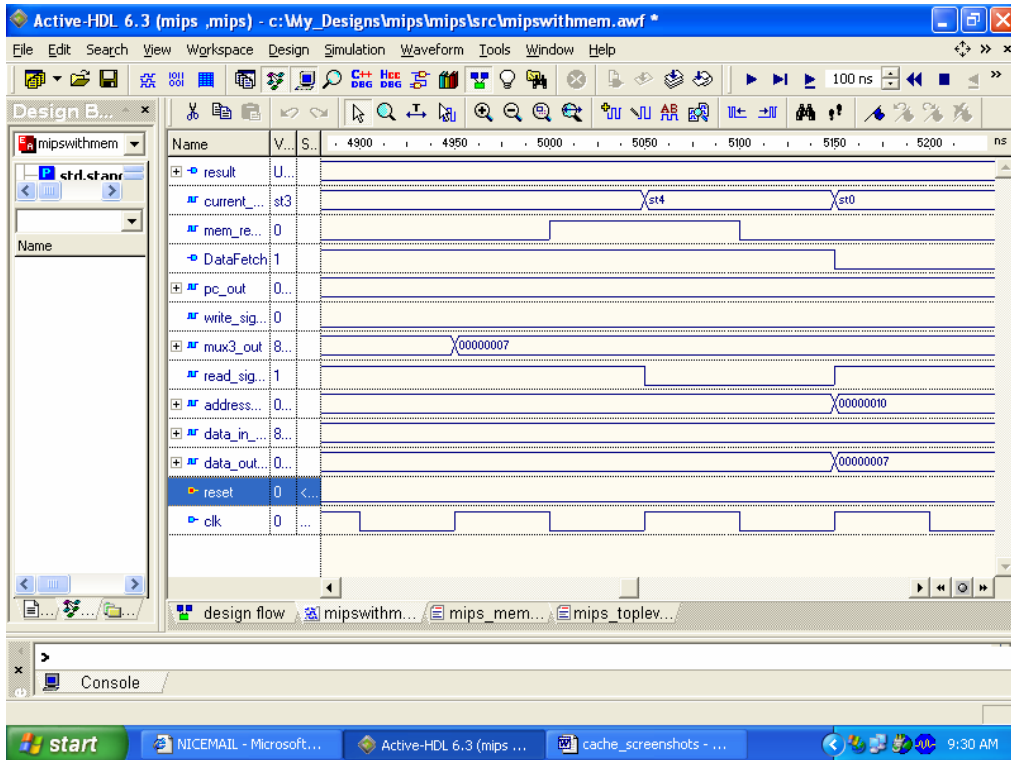 Active-HDL 6.3 (mips ,mips) - c:\My_Designs\mips\mips\src\mipswithmem.awf *
File Edit Search View Workspace Design Simulation Waveform Tools Window Help
C++ DBG HES DBG 100 ns
Design B...
mipswithmem
std.stand
Name
Name V... S... 4900 4950 5000 5050 5100 5150 5200 ns
result U...
current_... st3 st4 st0
mem_re... 0
DataFetch 1
pc_out 0...
write_sig... 0
mux3_out 8... 00000007
read_sig... 1
address... 0... 00000010
data_in_... 8...
data_out... 0... 00000007
reset 0 <...
clk 0 ...
design flow mipswithm... mips_mem... mips_toplev...
>
Console
start NICEMAIL - Microsoft... Active-HDL 6.3 (mips ... cache_screenshots - ... 9:30 AM